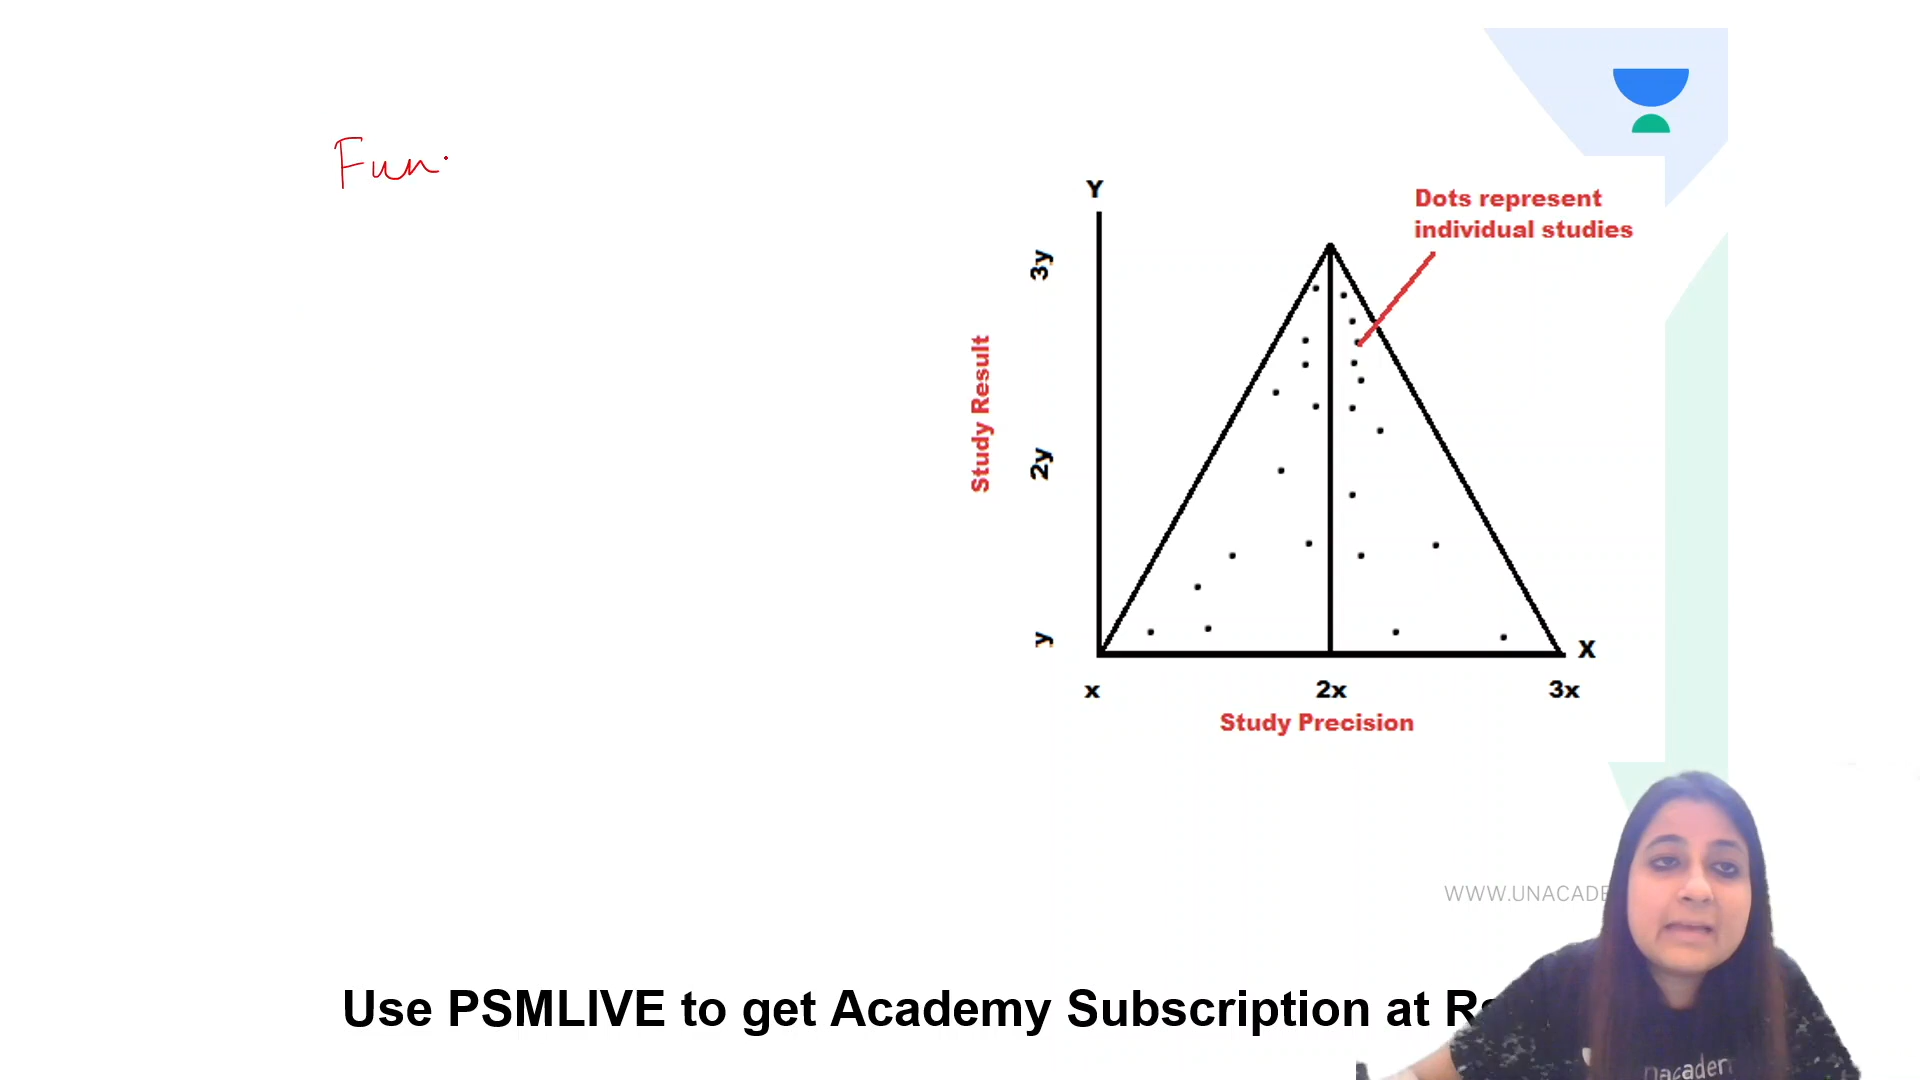 Fun
Y
Dots represent
individual studies
3y
Study Result
2y
y
X
x 2x 3x
Study Precision
WWW.UNACADE
Use PSMLIVE to get Academy Subscription at Rs